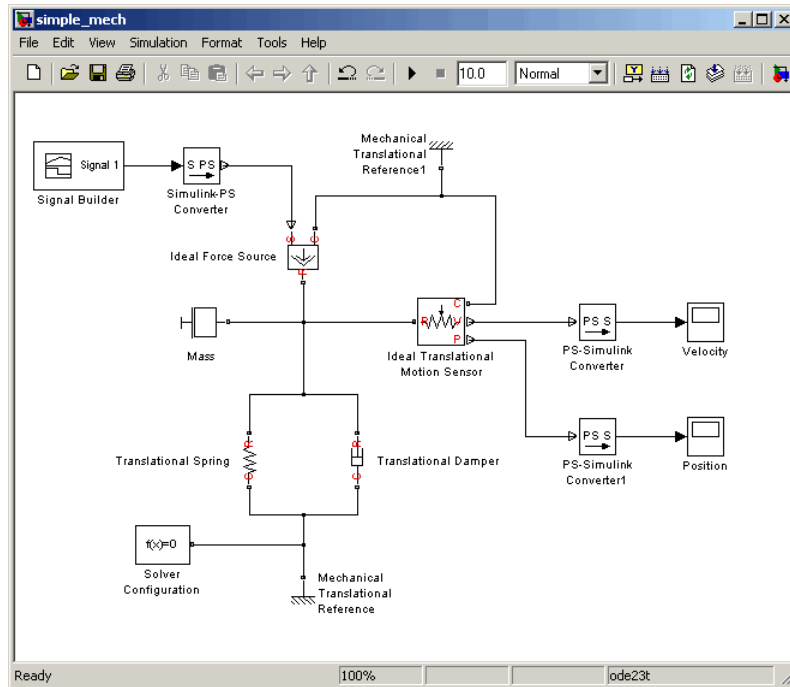 simple_mech
File Edit View Simulation Format Tools Help
10.0 Normal
Mechanical
Translational
Reference1
Signal 1
Signal Builder
S PS
Simulink-PS
Converter
S C
Ideal Force Source
R
Mass
R C
V
P
Ideal Translational
Motion Sensor
PS S
PS-Simulink
Converter
Velocity
R
C
Translational Spring
R
C
Translational Damper
PS S
PS-Simulink
Converter1
Position
f(x)=0
Solver
Configuration
Mechanical
Translational
Reference
Ready 100% ode23t